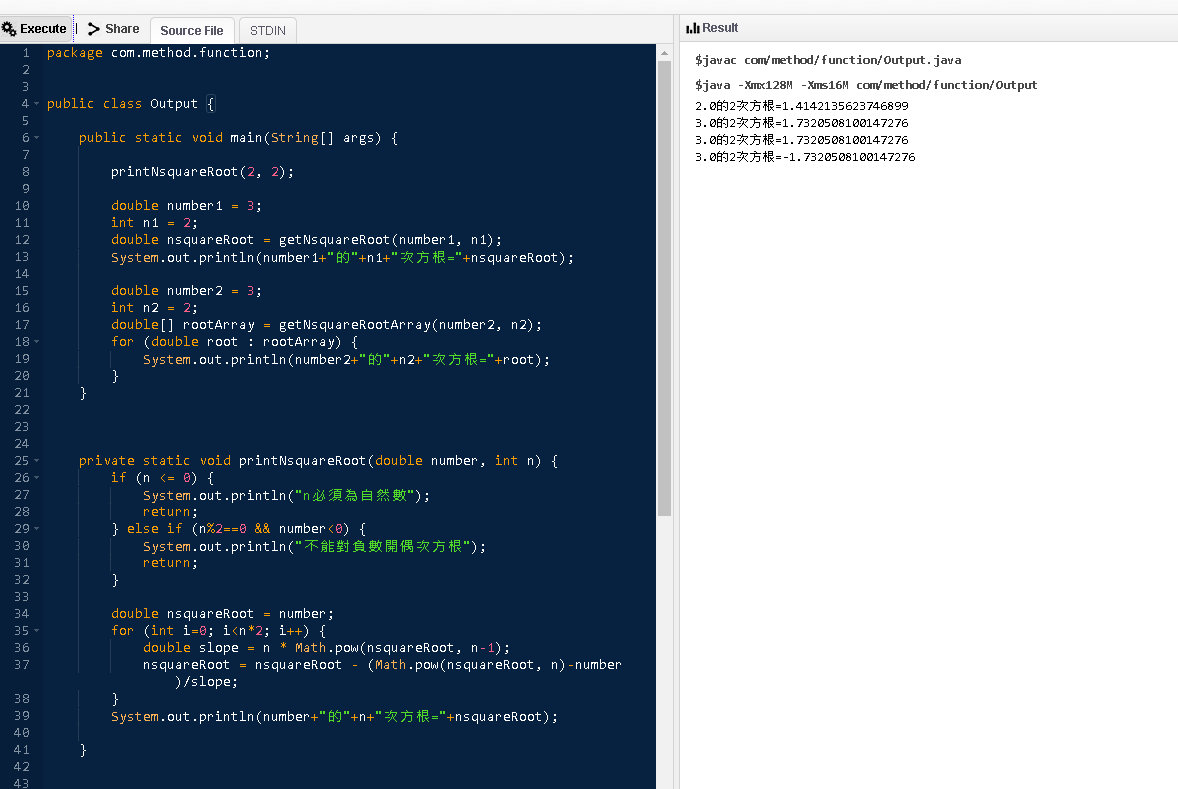 Execute | Share Source File STDIN
Result
1 package com.method.function;
2
3
4 public class Output {
5
6 public static void main(String[] args) {
7
8 printNsquareRoot(2, 2);
9
10 double number1 = 3;
11 int n1 = 2;
12 double nsquareRoot = getNsquareRoot(number1, n1);
13 System.out.println(number1+"的"+n1+"次方根="+nsquareRoot);
14
15 double number2 = 3;
16 int n2 = 2;
17 double[] rootArray = getNsquareRootArray(number2, n2);
18 for (double root : rootArray) {
19 System.out.println(number2+"的"+n2+"次方根="+root);
20 }
21 }
22
23
24
25 private static void printNsquareRoot(double number, int n) {
26 if (n <= 0) {
27 System.out.println("n必須為自然數");
28 return;
29 } else if (n%2==0 && number<0) {
30 System.out.println("不能對負數開偶次方根");
31 return;
32 }
33
34 double nsquareRoot = number;
35 for (int i=0; i<n*2; i++) {
36 double slope = n * Math.pow(nsquareRoot, n-1);
37 nsquareRoot = nsquareRoot - (Math.pow(nsquareRoot, n)-number
)/slope;
38 }
39 System.out.println(number+"的"+n+"次方根="+nsquareRoot);
40
41 }
42
43
$javac com/method/function/Output.java
$java -Xmx128M -Xms16M com/method/function/Output
2.0的2次方根=1.4142135623746899
3.0的2次方根=1.7320508100147276
3.0的2次方根=1.7320508100147276
3.0的2次方根=-1.7320508100147276